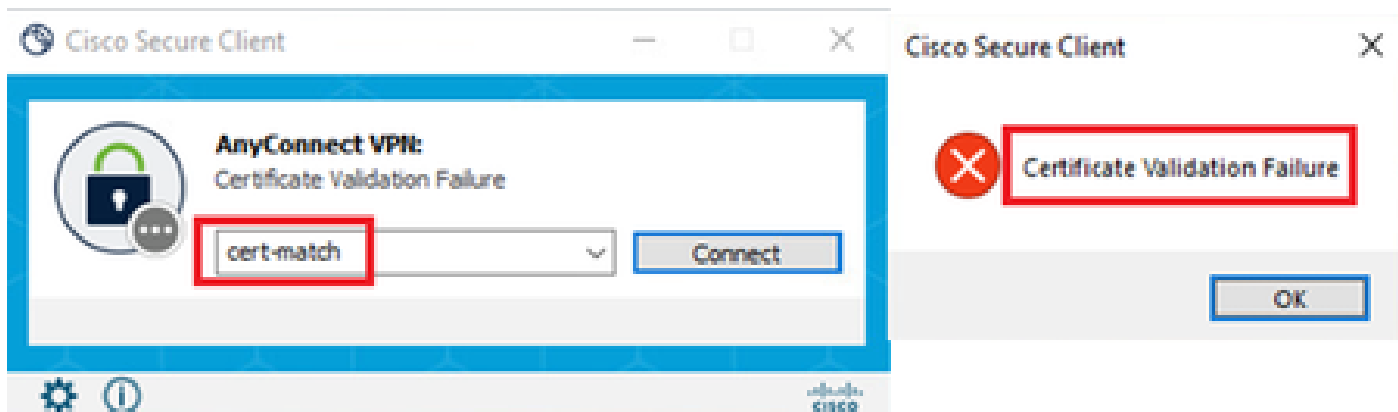 Cisco Secure Client
AnyConnect VPN:
Certificate Validation Failure
cert-match
Connect
CISCO
Cisco Secure Client
Certificate Validation Failure
OK